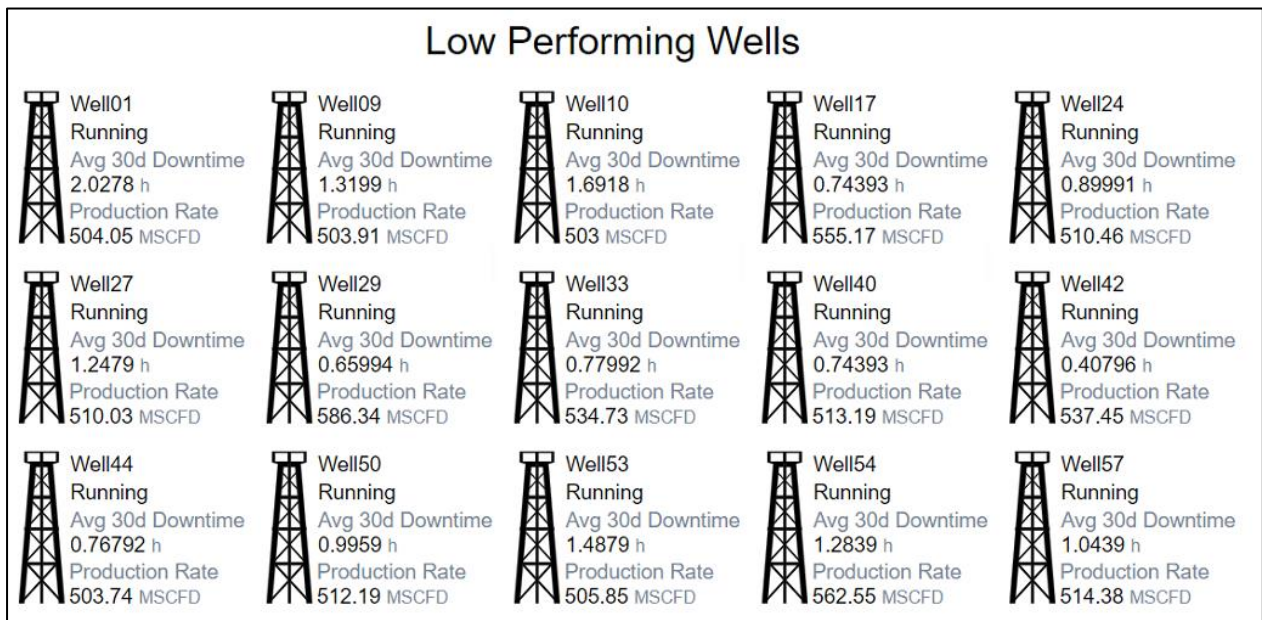 Low Performing Wells
Well01
Running
Avg 30d Downtime
2.0278 h
Production Rate
504.05 MSCFD
Well09
Running
Avg 30d Downtime
1.3199 h
Production Rate
503.91 MSCFD
Well10
Running
Avg 30d Downtime
1.6918 h
Production Rate
503 MSCFD
Well17
Running
Avg 30d Downtime
0.74393 h
Production Rate
555.17 MSCFD
Well24
Running
Avg 30d Downtime
0.89991 h
Production Rate
510.46 MSCFD
Well27
Running
Avg 30d Downtime
1.2479 h
Production Rate
510.03 MSCFD
Well29
Running
Avg 30d Downtime
0.65994 h
Production Rate
586.34 MSCFD
Well33
Running
Avg 30d Downtime
0.77992 h
Production Rate
534.73 MSCFD
Well40
Running
Avg 30d Downtime
0.74393 h
Production Rate
513.19 MSCFD
Well42
Running
Avg 30d Downtime
0.40796 h
Production Rate
537.45 MSCFD
Well44
Running
Avg 30d Downtime
0.76792 h
Production Rate
503.74 MSCFD
Well50
Running
Avg 30d Downtime
0.9959 h
Production Rate
512.19 MSCFD
Well53
Running
Avg 30d Downtime
1.4879 h
Production Rate
505.85 MSCFD
Well54
Running
Avg 30d Downtime
1.2839 h
Production Rate
562.55 MSCFD
Well57
Running
Avg 30d Downtime
1.0439 h
Production Rate
514.38 MSCFD